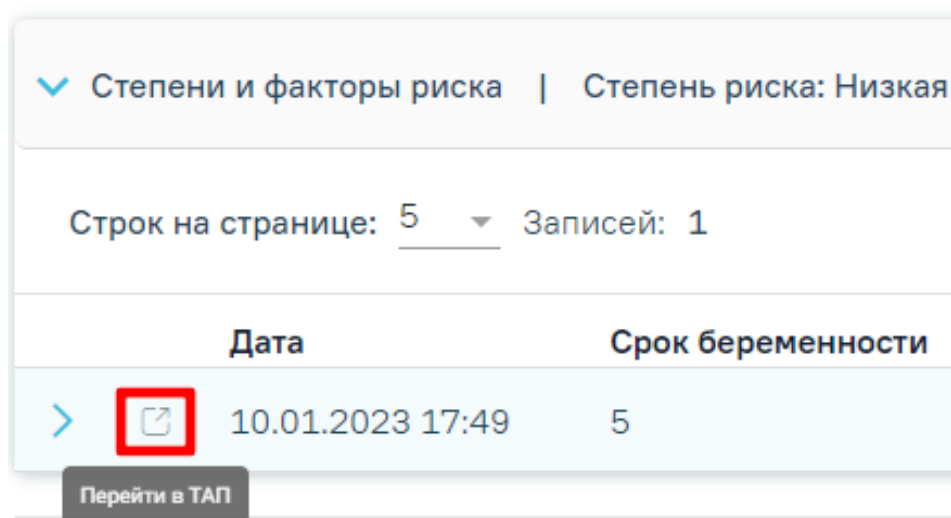 Степени и факторы риска | Степень риска: Низкая
Строк на странице: 5 Записей: 1
Дата Срок беременности
10.01.2023 17:49 5
Перейти в ТАП